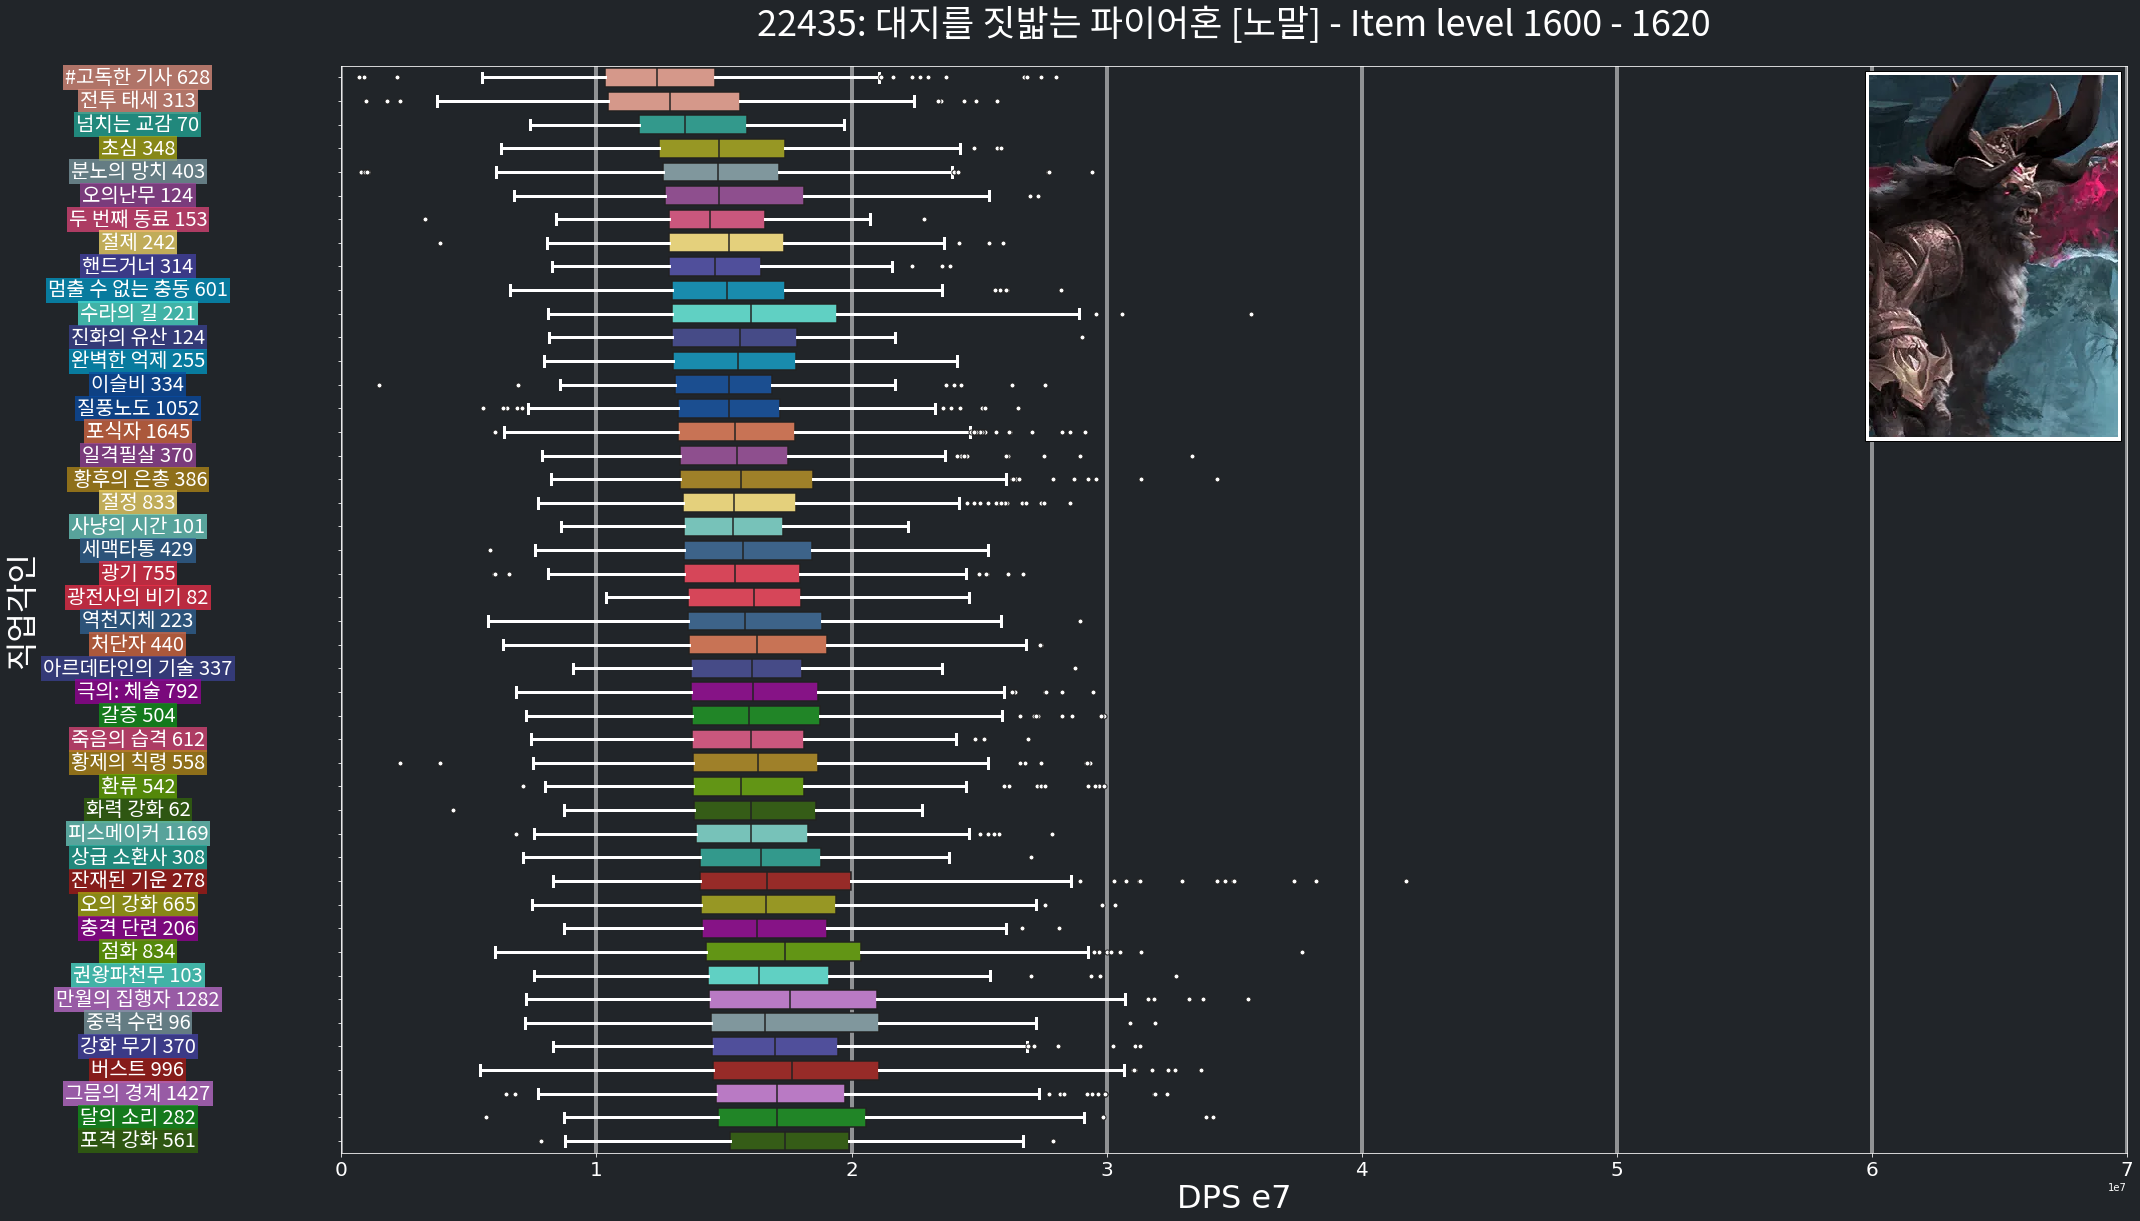 22435: 대지를 짓밟는 파이어혼 [노말] - Item level 1600 - 1620
#고독한 기사 628
전투 태세 313
넘치는 교감 70
초심 348
분노의 망치 403
오의난무 124
두 번째 동료 153
절제 242
핸드거너 314
멈출 수 없는 충동 601
수라의 길 221
진화의 유산 124
완벽한 억제 255
이슬비 334
질풍노도 1052
포식자 1645
일격필살 370
황후의 은총 386
절정 833
사냥의 시간 101
세맥타통 429
광기 755
광전사의 비기 82
역천지체 223
처단자 440
아르데타인의 기술 337
극의: 체술 792
갈증 504
죽음의 습격 612
황제의 칙령 558
환류 542
화력 강화 62
피스메이커 1169
상급 소환사 308
잔재된 기운 278
오의 강화 665
충격 단련 206
점화 834
권왕파천무 103
만월의 집행자 1282
중력 수련 96
강화 무기 370
버스트 996
그믐의 경계 1427
달의 소리 282
포격 강화 561
직업각인
0 1 2 3 4 5 6 7
1e7
DPS e7